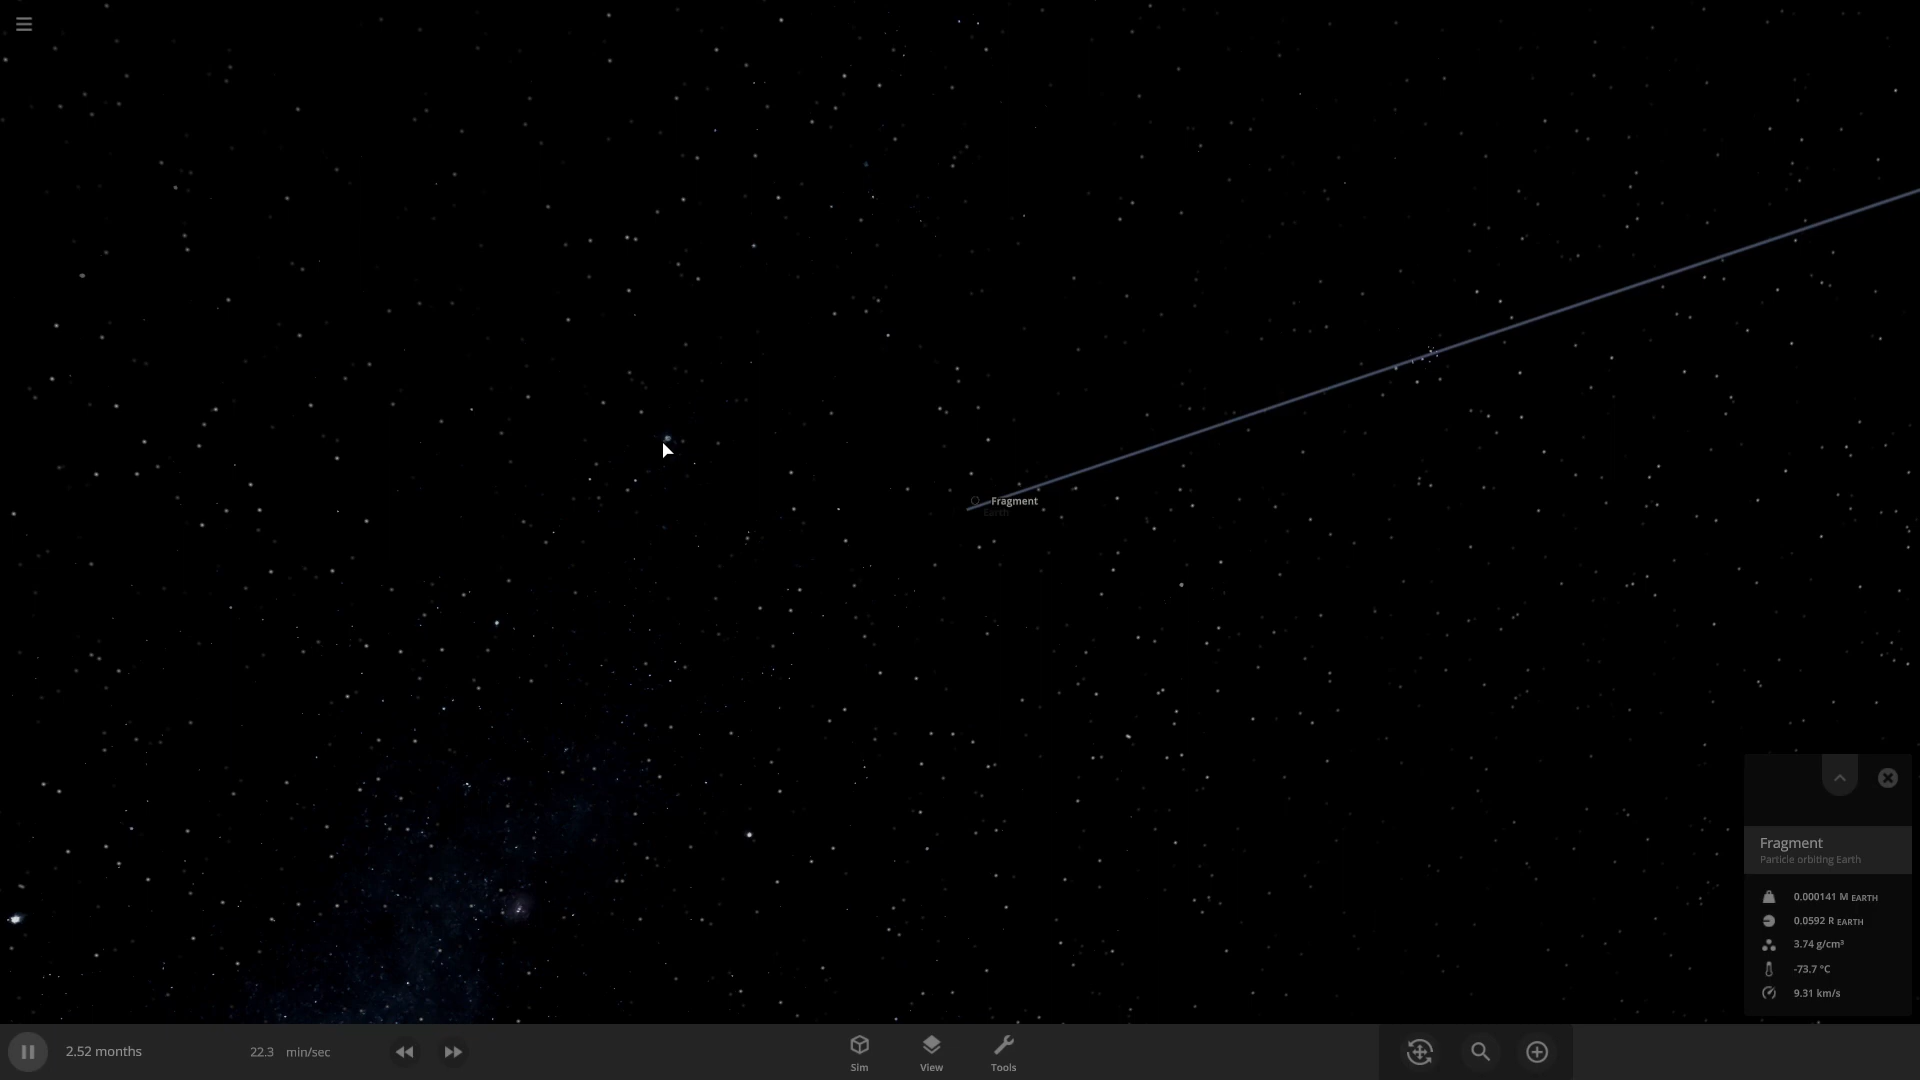 Fragment
Earth
Fragment
Particle orbiting Earth
0.000141 M EARTH
0.0592 R EARTH
3.74 g/cm³
-73.7 °C
9.31 km/s
2.52 months
22.3 min/sec
Sim
View
Tools